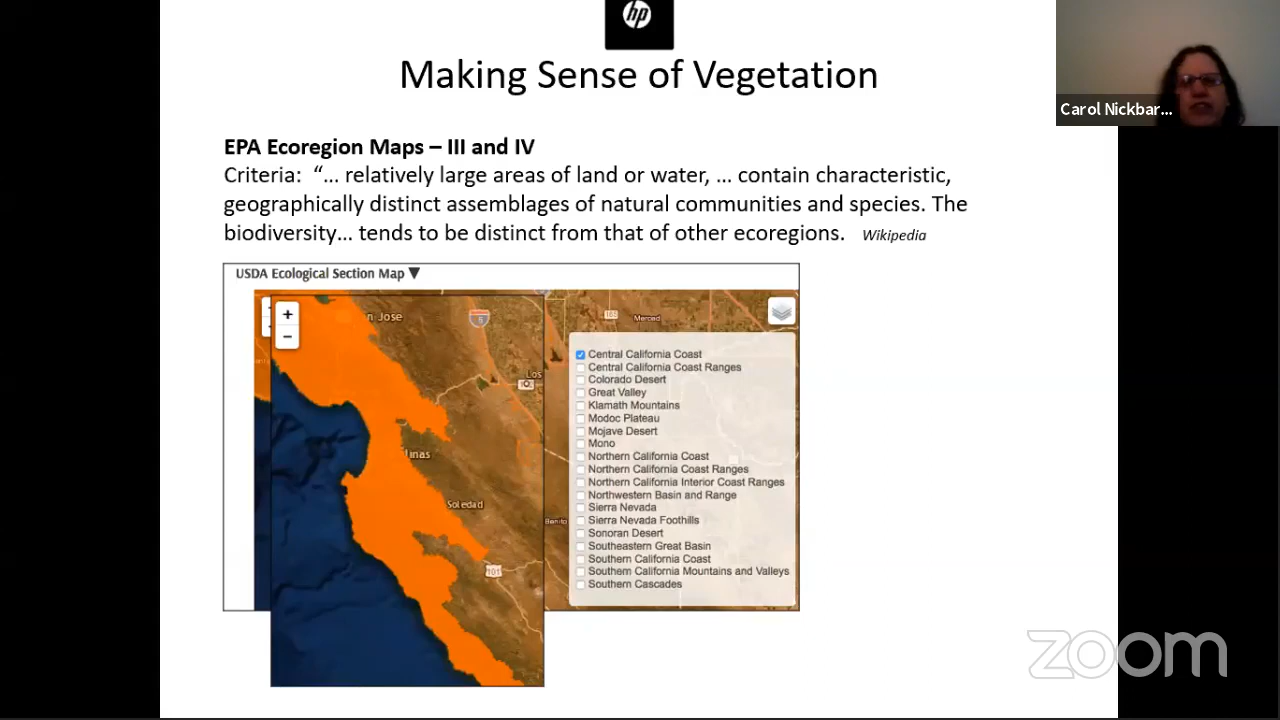 hp
Making Sense of Vegetation
Carol Nickbar...
EPA Ecoregion Maps – III and IV
Criteria: “... relatively large areas of land or water, ... contain characteristic,
geographically distinct assemblages of natural communities and species. The
biodiversity... tends to be distinct from that of other ecoregions. Wikipedia
USDA Ecological Section Map ▼
+
−
n Jose
5
Merced
Los
linas
Soledad
Benito
101
Central California Coast
Central California Coast Ranges
Colorado Desert
Great Valley
Klamath Mountains
Modoc Plateau
Mojave Desert
Mono
Northern California Coast
Northern California Coast Ranges
Northern California Interior Coast Ranges
Northwestern Basin and Range
Sierra Nevada
Sierra Nevada Foothills
Sonoran Desert
Southeastern Great Basin
Southern California Coast
Southern California Mountains and Valleys
Southern Cascades
zoom